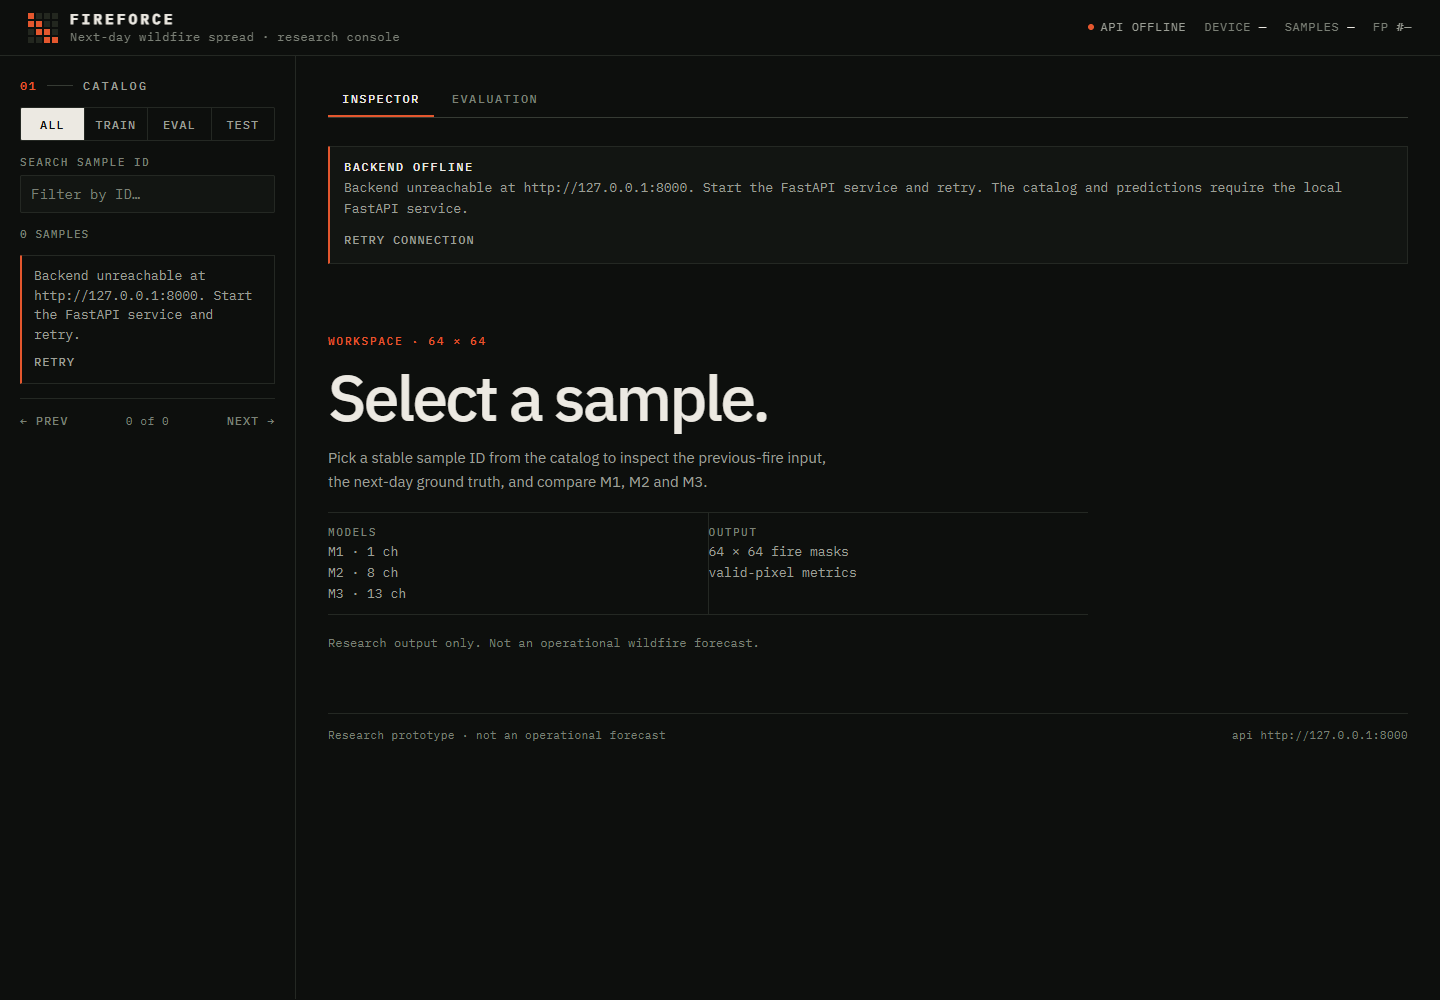 FIREFORCE
Next-day wildfire spread · research console
API OFFLINE DEVICE — SAMPLES — FP #—
01 CATALOG
ALL TRAIN EVAL TEST
SEARCH SAMPLE ID
Filter by ID…
0 SAMPLES
Backend unreachable at
http://127.0.0.1:8000. Start
the FastAPI service and
retry.
RETRY
← PREV 0 of 0 NEXT →
INSPECTOR EVALUATION
BACKEND OFFLINE
Backend unreachable at http://127.0.0.1:8000. Start the FastAPI service and retry. The catalog and predictions require the local
FastAPI service.
RETRY CONNECTION
WORKSPACE · 64 × 64
Select a sample.
Pick a stable sample ID from the catalog to inspect the previous-fire input,
the next-day ground truth, and compare M1, M2 and M3.
MODELS
M1 · 1 ch
M2 · 8 ch
M3 · 13 ch
OUTPUT
64 × 64 fire masks
valid-pixel metrics
Research output only. Not an operational wildfire forecast.
Research prototype · not an operational forecast
api http://127.0.0.1:8000